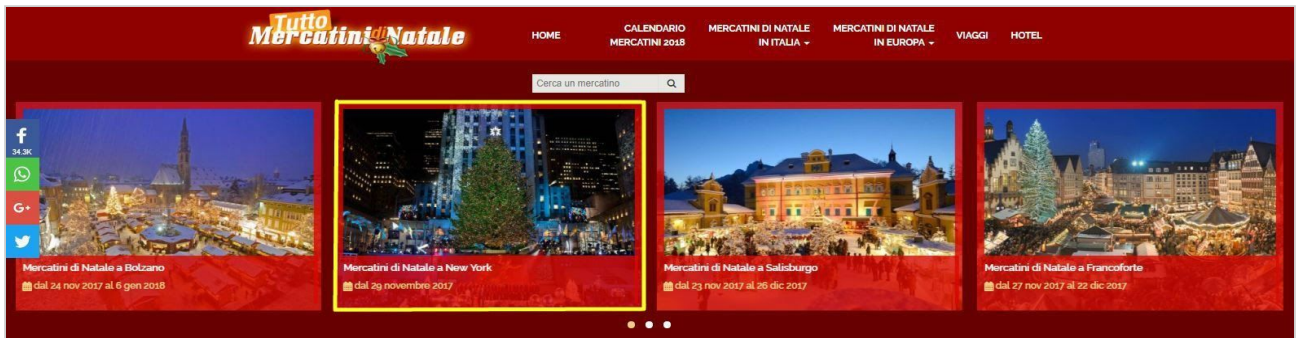 Tutto
Mercatini di Natale
HOME
CALENDARIO
MERCATINI 2018
MERCATINI DI NATALE
IN ITALIA
MERCATINI DI NATALE
IN EUROPA
VIAGGI
HOTEL
Cerca un mercatino
34.3K
G+
Mercatini di Natale a Bolzano
dal 24 nov 2017 al 6 gen 2018
Mercatini di Natale a New York
dal 29 novembre 2017
Mercatini di Natale a Salisburgo
dal 23 nov 2017 al 26 dic 2017
Mercatini di Natale a Francoforte
dal 27 nov 2017 al 22 dic 2017